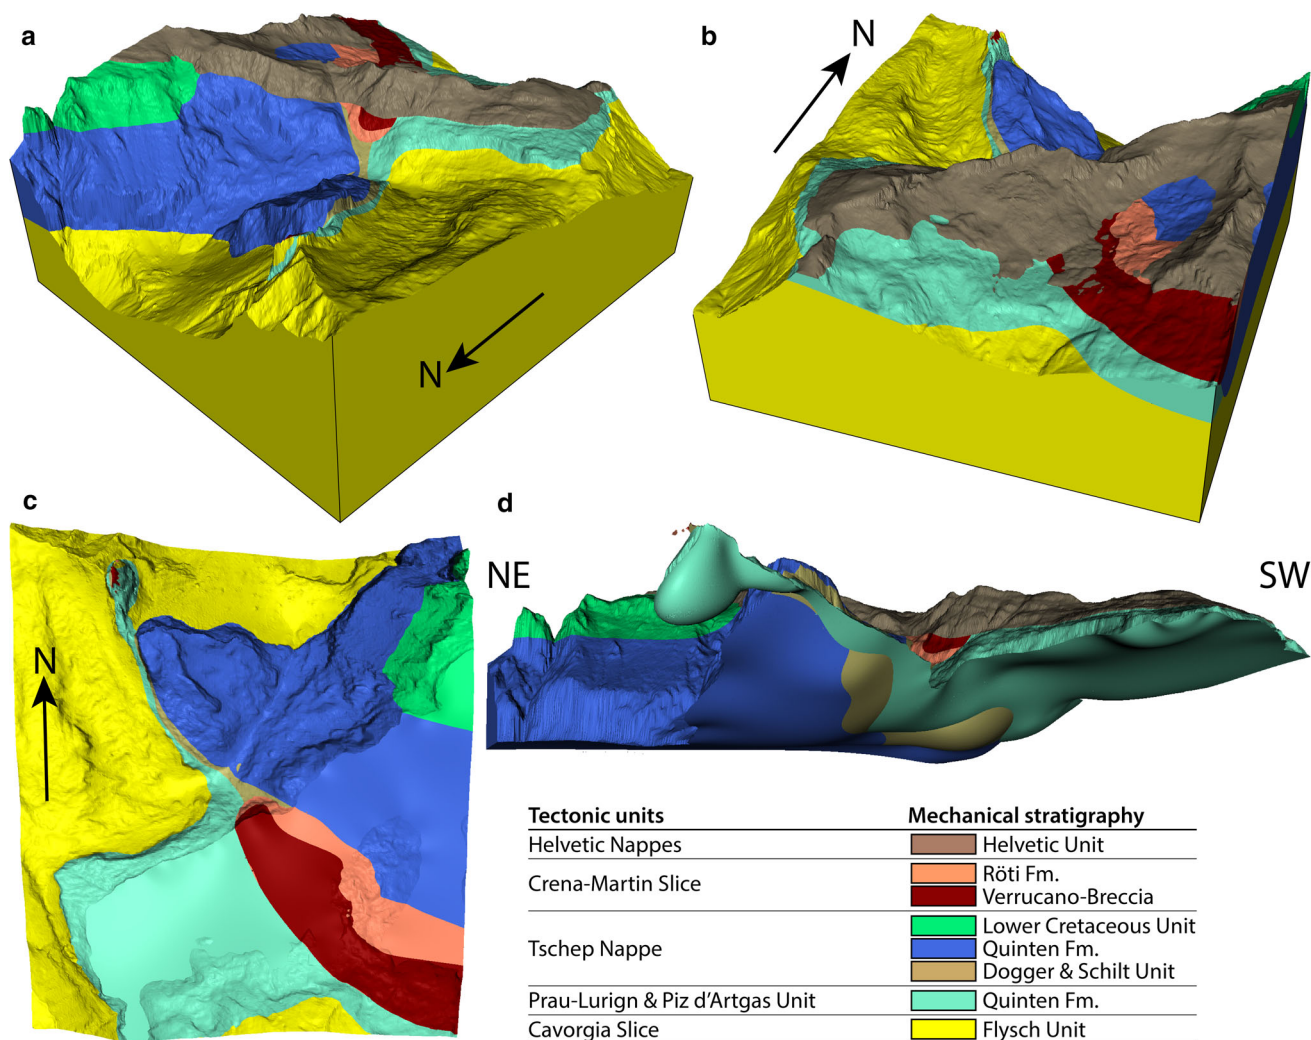 a
b
N
N
c
d
N
NE
SW
Tectonic units Mechanical stratigraphy
Helvetic Nappes Helvetic Unit
Crena-Martin Slice Röti Fm.
Verrucano-Breccia
Tschep Nappe Lower Cretaceous Unit
Quinten Fm.
Dogger & Schilt Unit
Prau-Lurign & Piz d'Artgas Unit Quinten Fm.
Cavorgia Slice Flysch Unit